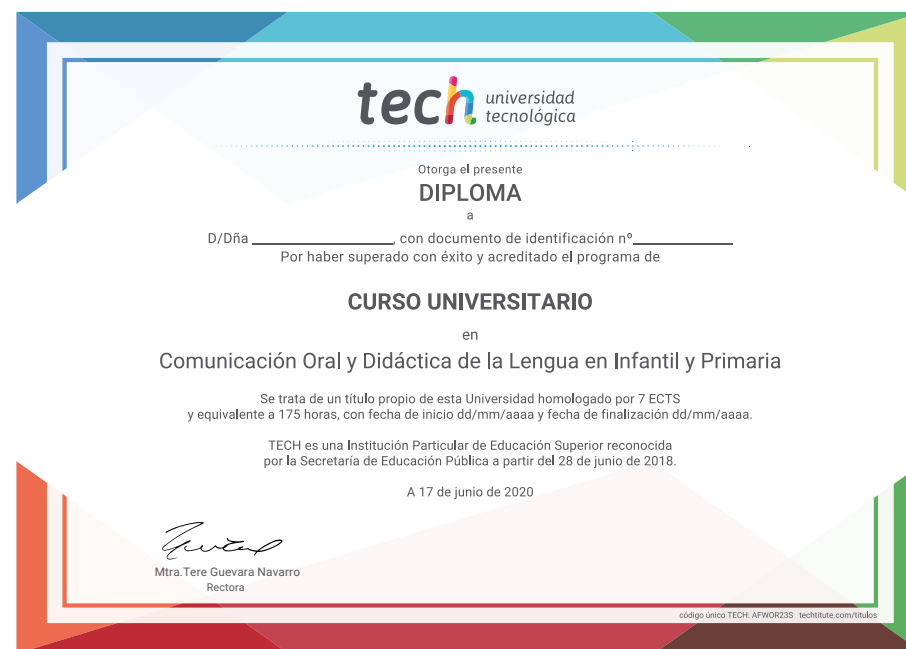 tech universidad
tecnológica
Otorga el presente
DIPLOMA
a
D/Dña ____________________, con documento de identificación nº______________
Por haber superado con éxito y acreditado el programa de
CURSO UNIVERSITARIO
en
Comunicación Oral y Didáctica de la Lengua en Infantil y Primaria
Se trata de un título propio de esta Universidad homologado por 7 ECTS
y equivalente a 175 horas, con fecha de inicio dd/mm/aaaa y fecha de finalización dd/mm/aaaa.
TECH es una Institución Particular de Educación Superior reconocida
por la Secretaría de Educación Pública a partir del 28 de junio de 2018.
A 17 de junio de 2020
Mtra.Tere Guevara Navarro
Rectora
código único TECH: AFWOR23S techtitute.com/titulos